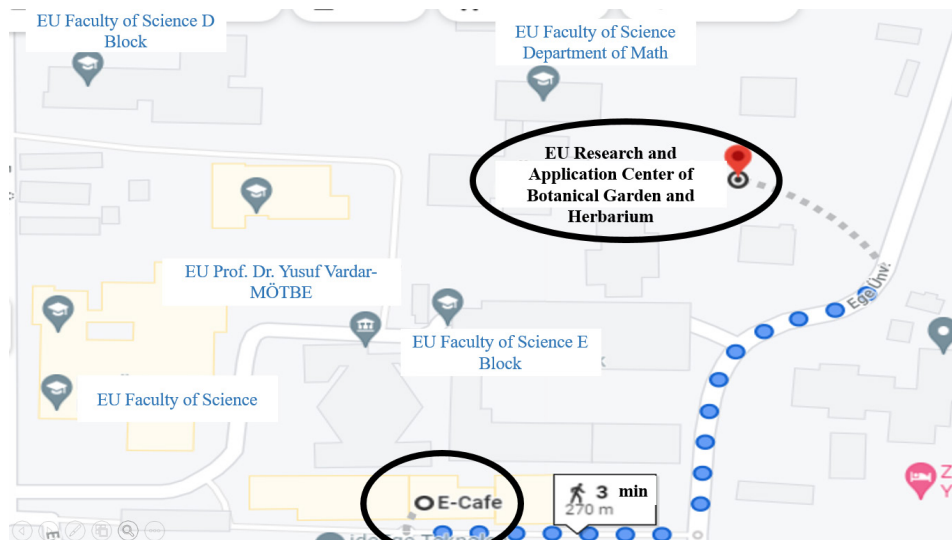 EU Faculty of Science D
Block
EU Faculty of Science
Department of Math
EU Research and
Application Center of
Botanical Garden and
Herbarium
EU Prof. Dr. Yusuf Vardar-
MÖTBE
Ege Ünv.
EU Faculty of Science E
Block
EU Faculty of Science
E-Cafe
3 min
270 m
Z
Y